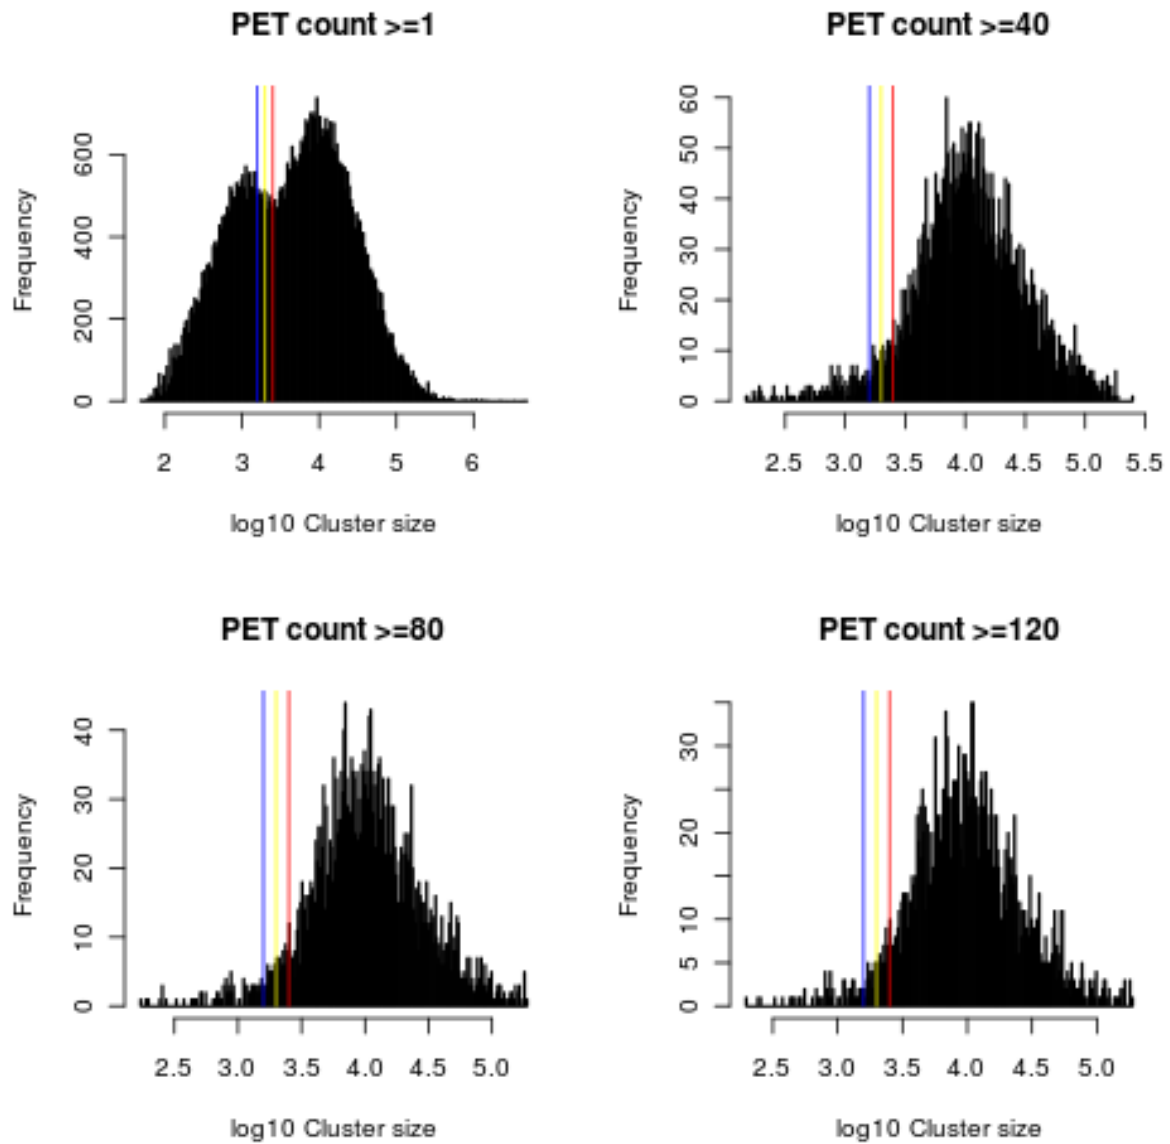 PET count >=1
Frequency
0
200
400
600
2 3 4 5 6
log10 Cluster size
PET count >=40
Frequency
0
10
20
30
40
50
60
2.5 3.0 3.5 4.0 4.5 5.0 5.5
log10 Cluster size
PET count >=80
Frequency
0
10
20
30
40
2.5 3.0 3.5 4.0 4.5 5.0
log10 Cluster size
PET count >=120
Frequency
0
5
10
20
30
2.5 3.0 3.5 4.0 4.5 5.0
log10 Cluster size